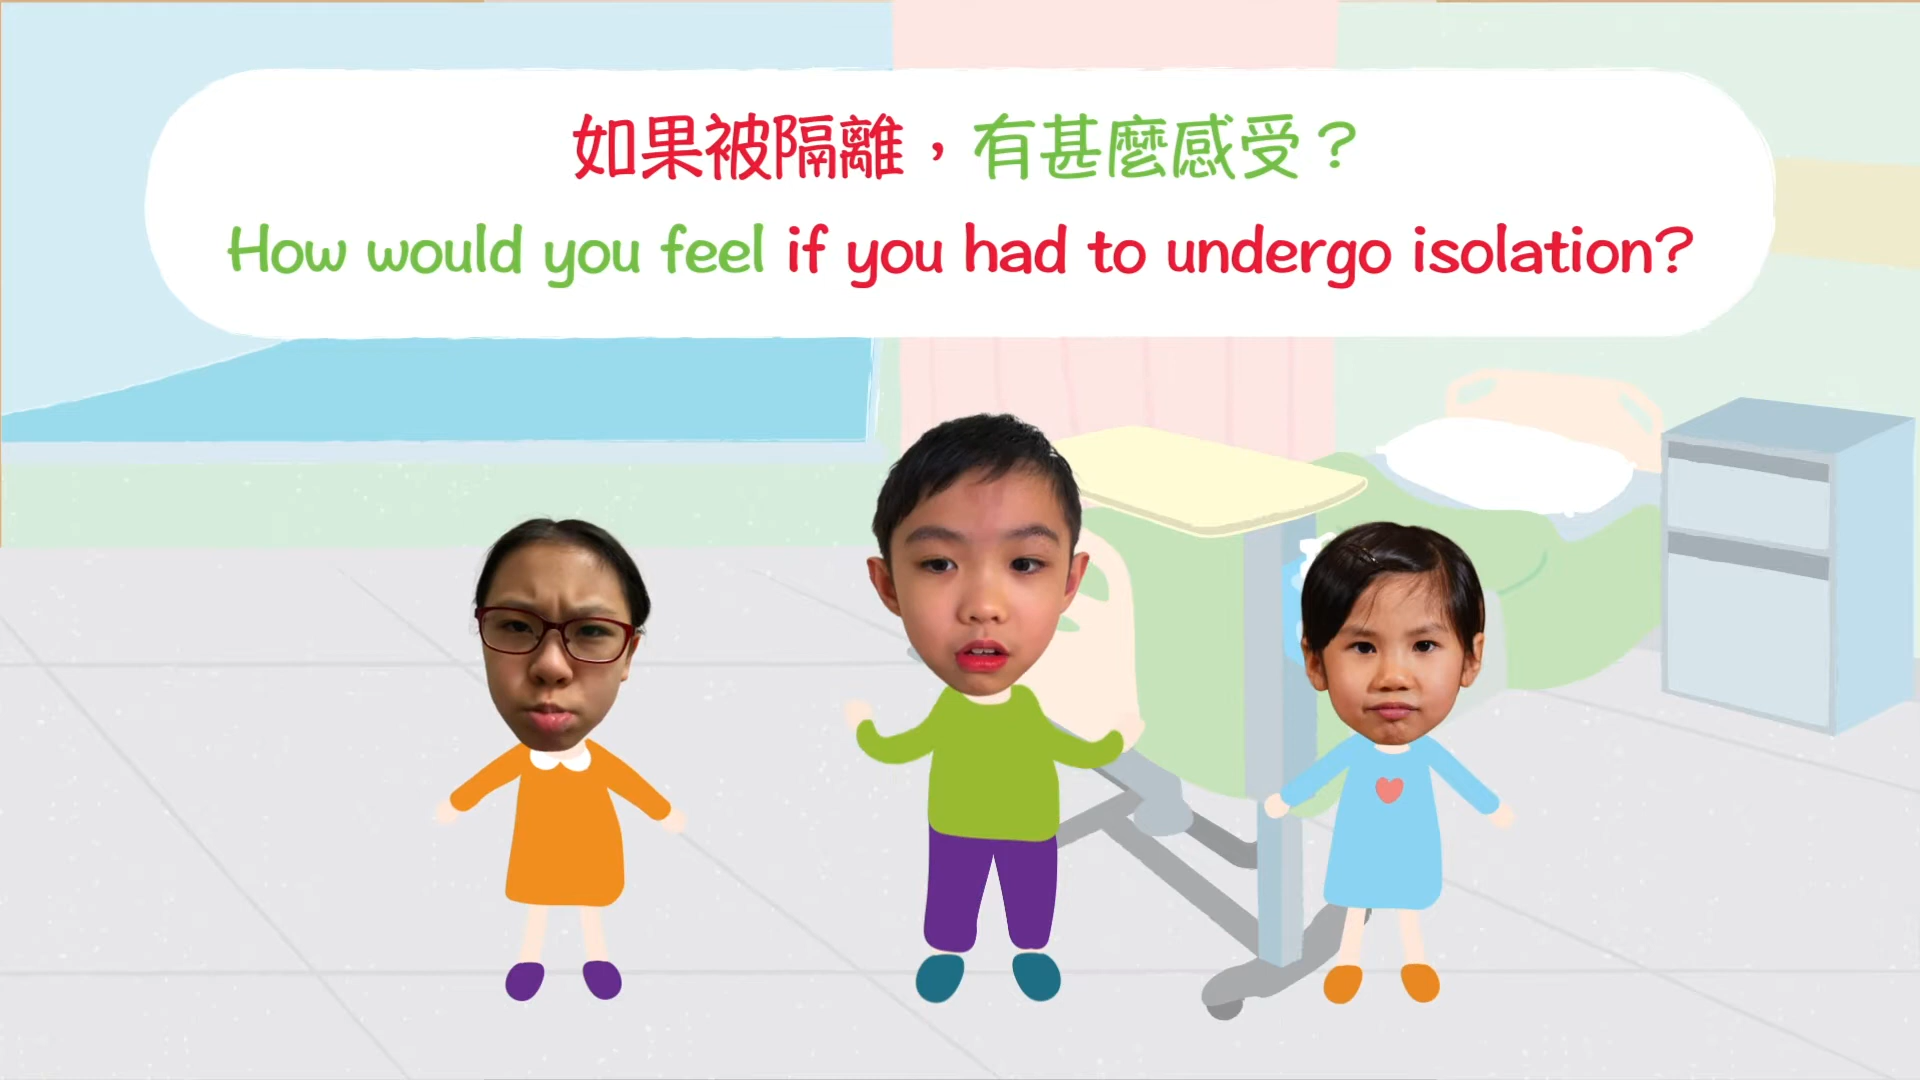 如果被隔離，有甚麼感受？
How would you feel if you had to undergo isolation?